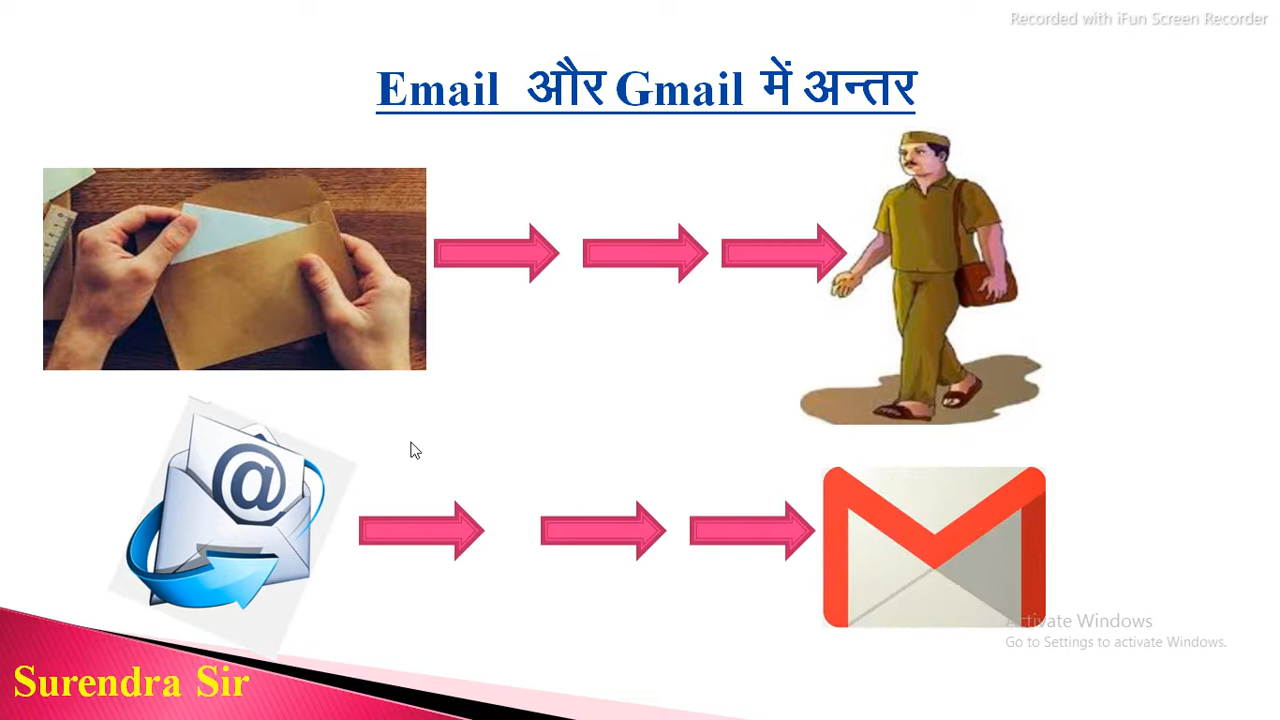 Recorded with iFun Screen Recorder
Email और Gmail में अन्तर
@
Activate Windows
Go to Settings to activate Windows.
Surendra Sir